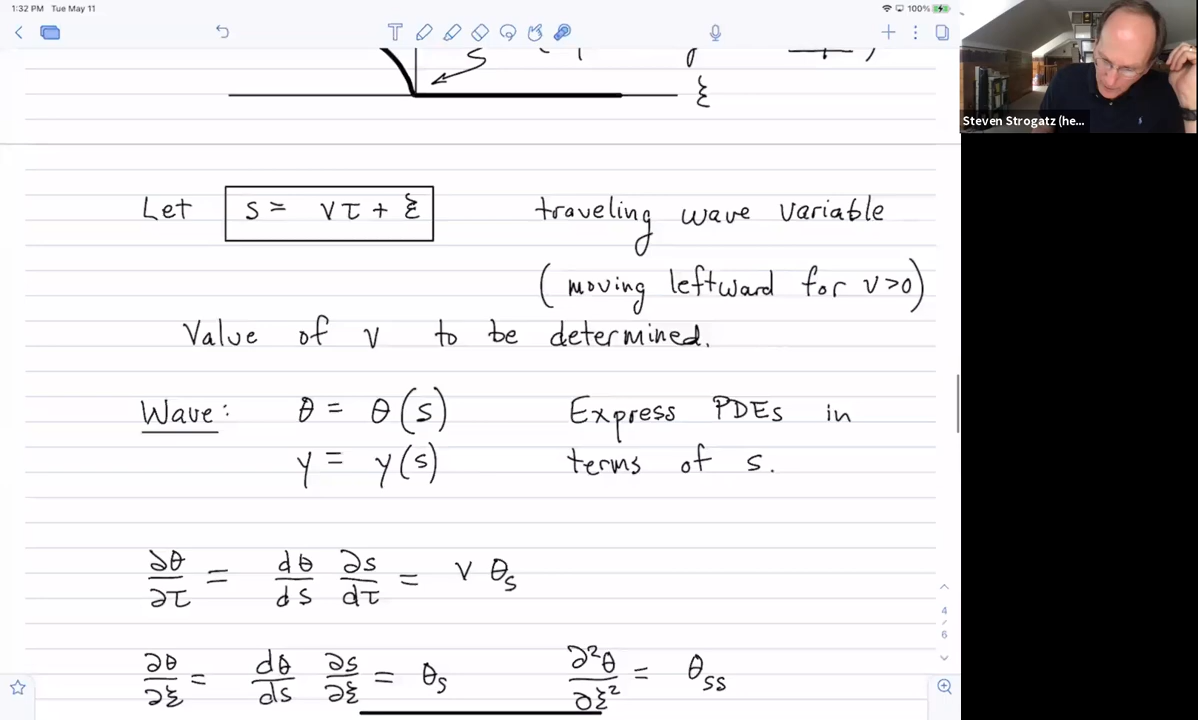 1:32 PM Tue May 11
100%
ξ
Steven Strogatz (he...
Let s = vτ + ξ traveling wave variable
(moving leftward for v>0)
Value of v to be determined.
Wave: θ = θ(s) Express PDEs in
y = y(s) terms of s.
∂θ/∂τ = dθ/ds ∂s/dτ = v θ_s
4
/
6
∂θ/∂ξ = dθ/ds ∂s/∂ξ = θ_s ∂²θ/∂ξ² = θ_ss